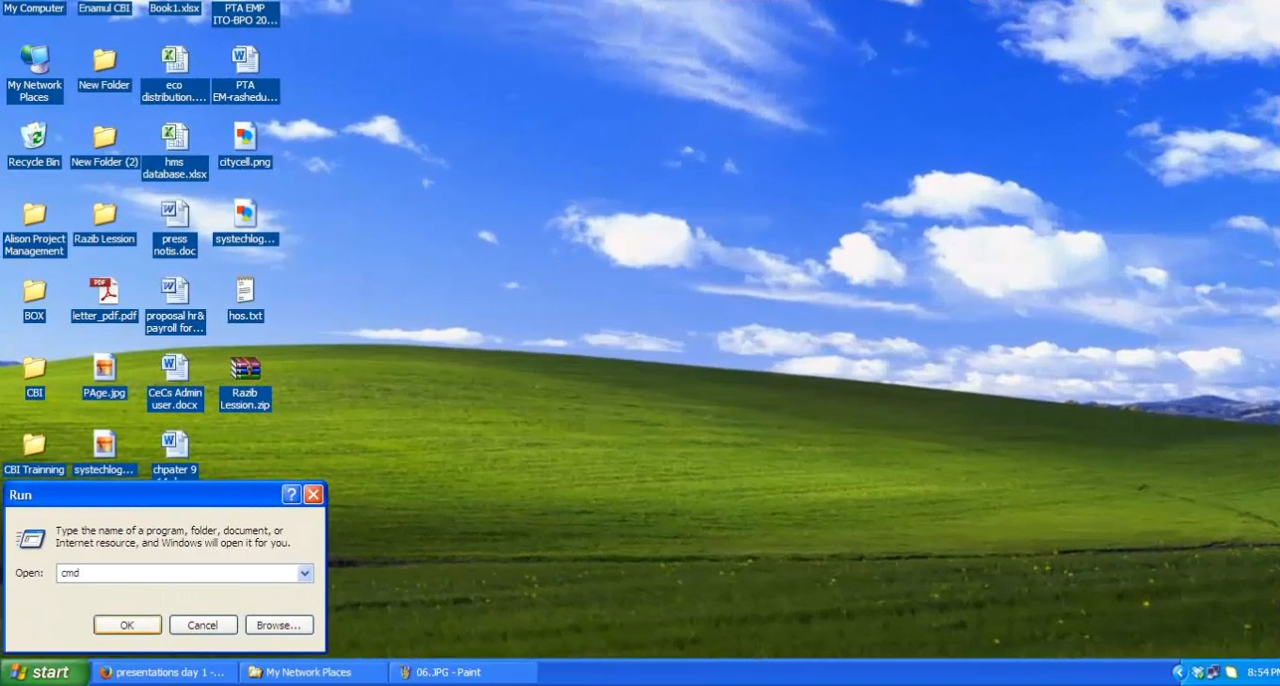 My Computer
Enamul CBI
Book1.xlsx
PTA EMP
ITO-BPO 20...
My Network
Places
New Folder
eco
distribution....
PTA
EM-rashedu...
Recycle Bin
New Folder (2)
hms
database.xlsx
citycell.png
Alison Project
Management
Razib Lession
press
notis.doc
systechlog...
BOX
letter_pdf.pdf
proposal hr&
payroll for...
hos.txt
CBI
PAge.jpg
CeCs Admin
user.docx
Razib
Lession.zip
CBI Trainning
systechlog...
chpater 9
Run
Type the name of a program, folder, document, or
Internet resource, and Windows will open it for you.
Open: cmd
OK
Cancel
Browse...
start
presentations day 1 -...
My Network Places
06.JPG - Paint
8:54 PM